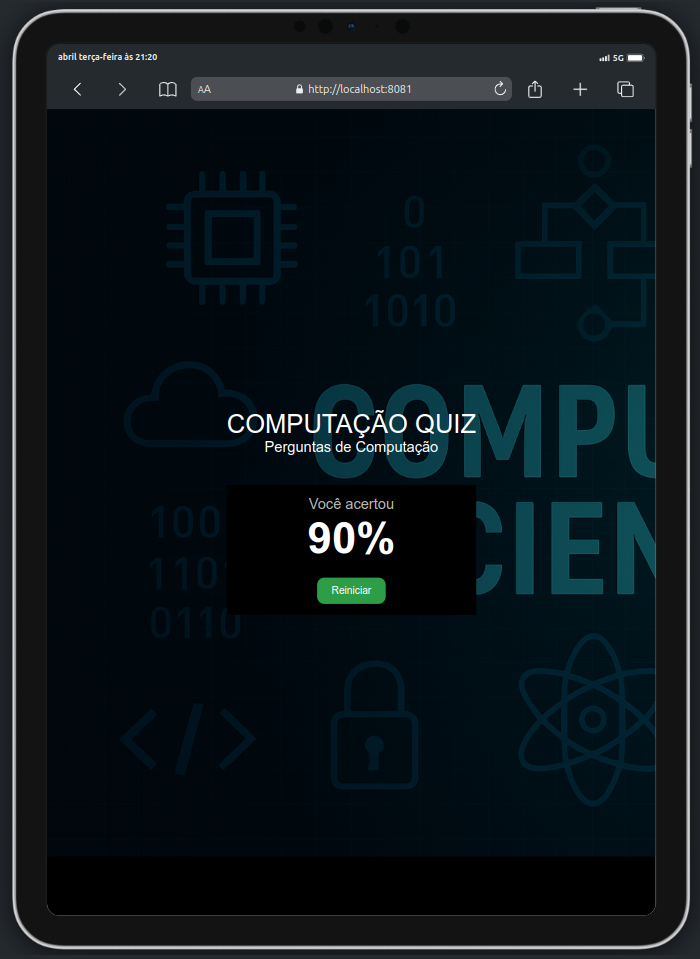 abril terça-feira às 21:20
5G
AA
http://localhost:8081
0
101
1010
COMPU
COMPUTAÇÃO QUIZ
Perguntas de Computação
Você acertou
90%
Reiniciar
100
CIEN
110
0110